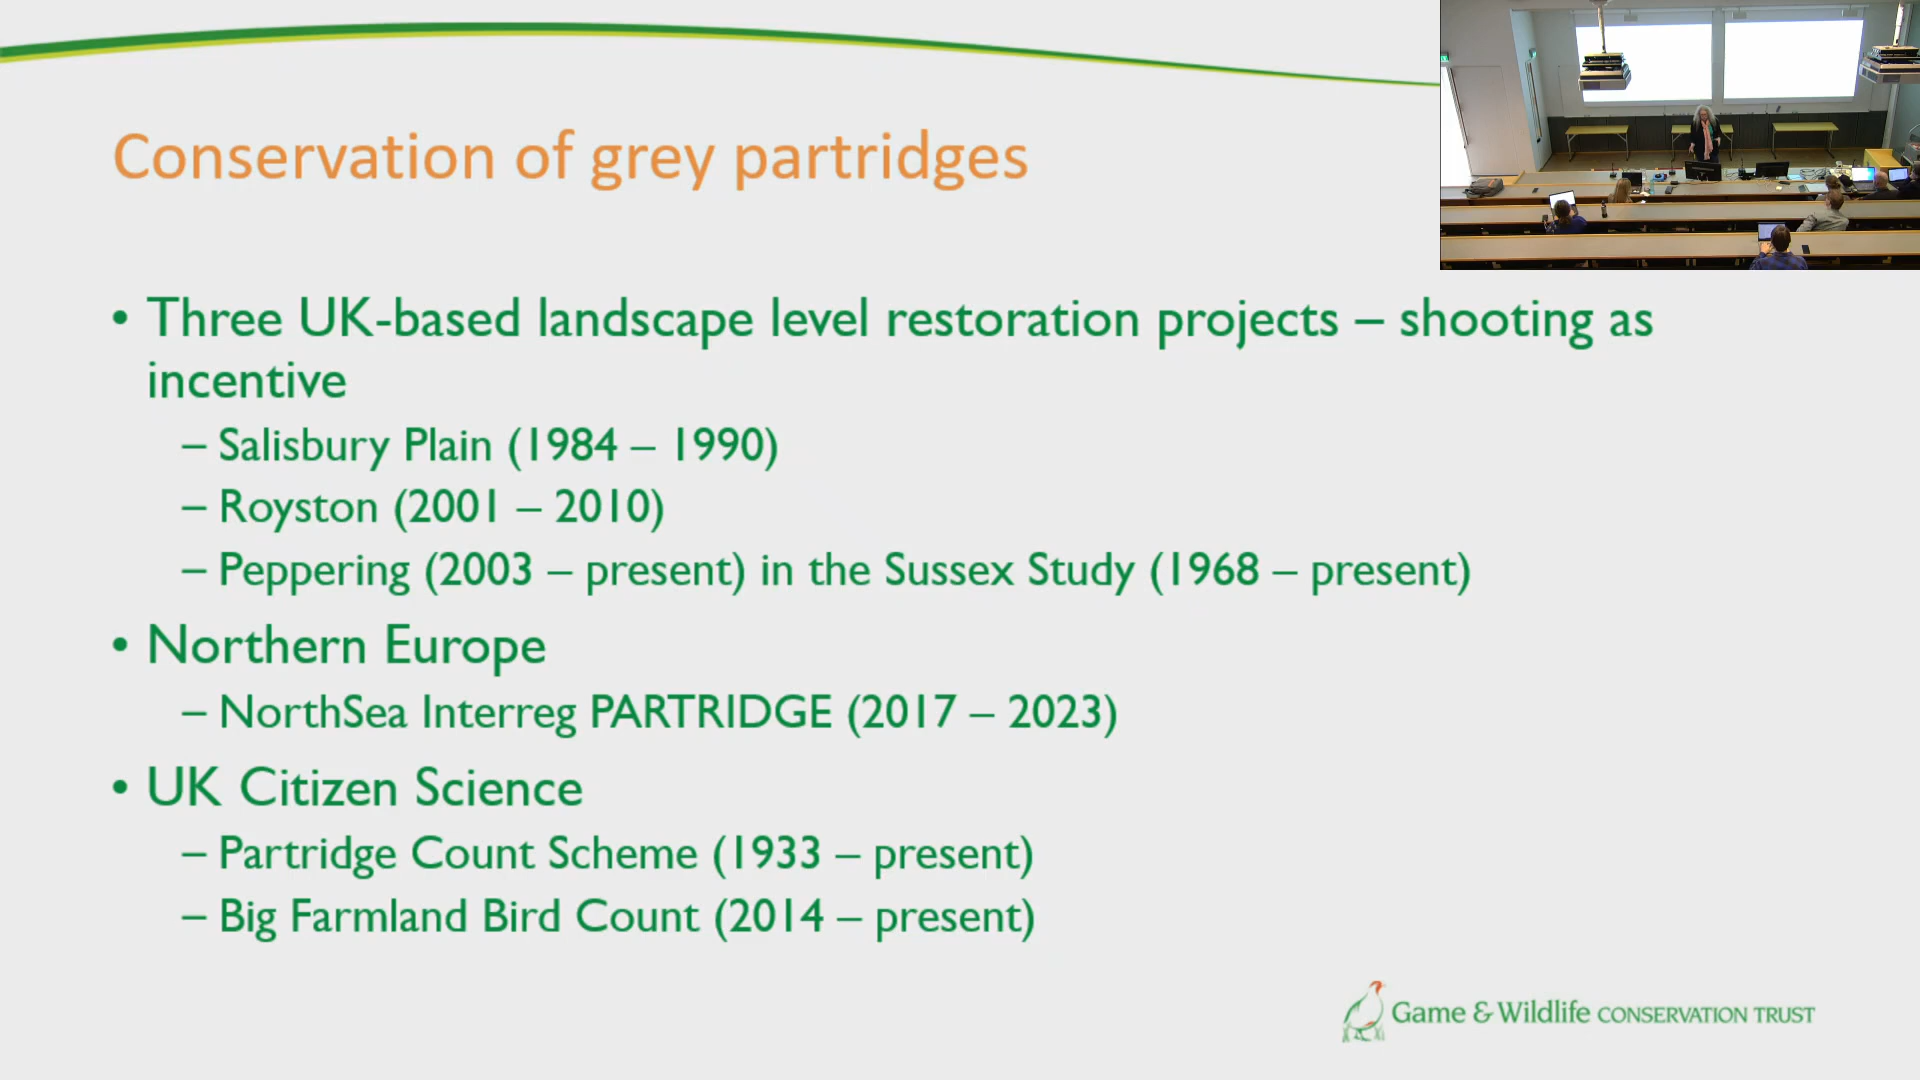 Conservation of grey partridges
• Three UK-based landscape level restoration projects – shooting as
incentive
– Salisbury Plain (1984 – 1990)
– Royston (2001 – 2010)
– Peppering (2003 – present) in the Sussex Study (1968 – present)
• Northern Europe
– NorthSea Interreg PARTRIDGE (2017 – 2023)
• UK Citizen Science
– Partridge Count Scheme (1933 – present)
– Big Farmland Bird Count (2014 – present)
Game & Wildlife CONSERVATION TRUST